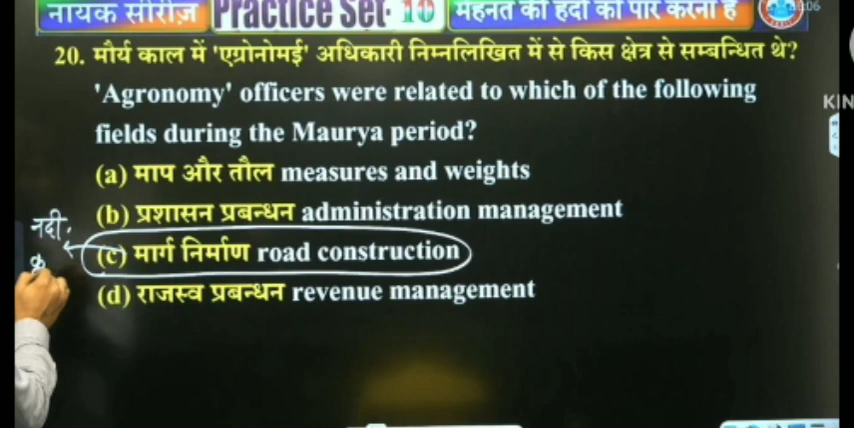 नायक सीरीज़ Practice Set- 10 मेहनत की हदों को पार करना है
20. मौर्य काल में 'एग्रोनोमई' अधिकारी निम्नलिखित में से किस क्षेत्र से सम्बन्धित थे?
'Agronomy' officers were related to which of the following
fields during the Maurya period?
(a) माप और तौल measures and weights
(b) प्रशासन प्रबन्धन administration management
नदी.
(c) मार्ग निर्माण road construction
(d) राजस्व प्रबन्धन revenue management